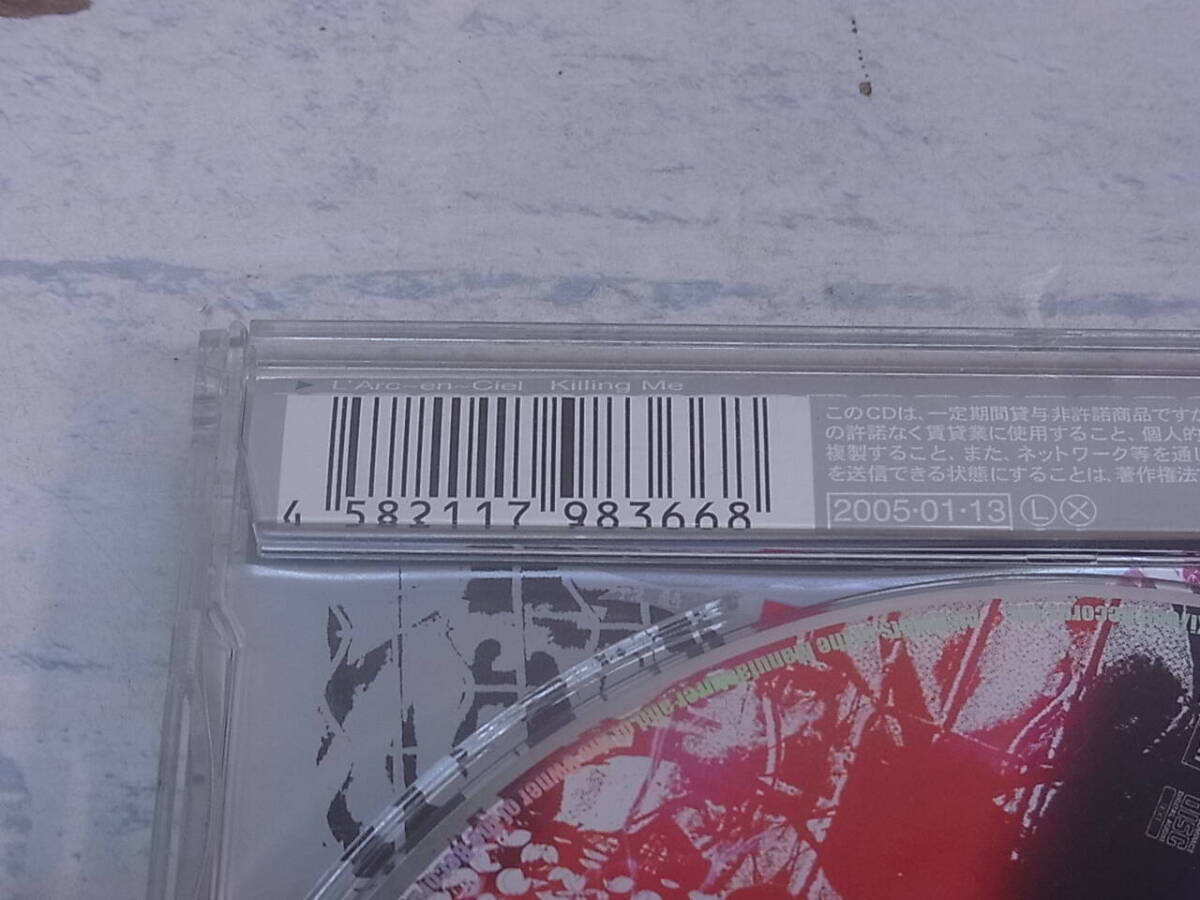 ► L'Arc~en~Ciel Killing Me
4 582117 983668
このCDは、一定期間貸与非許諾商品ですか
の許諾なく賃貸業に使用すること、個人的
複製すること、また、ネットワーク等を通し
を送信できる状態にすることは、著作権法
2005・01・13 Ⓛ Ⓧ